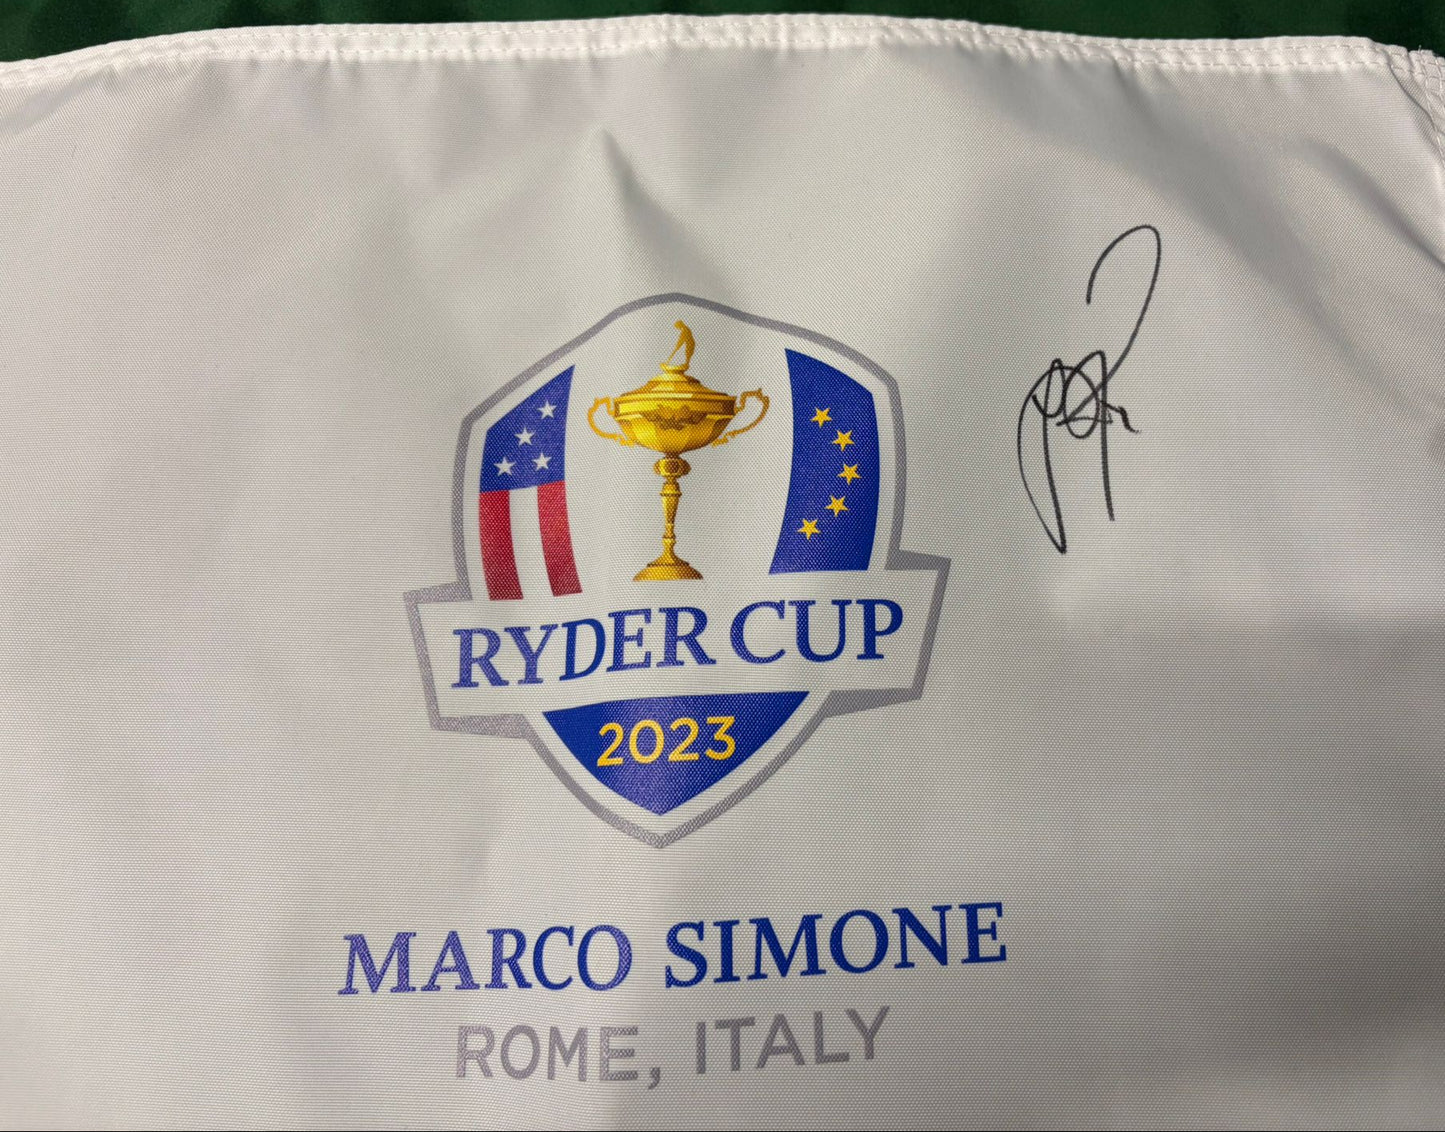 RYDER CUP
2023
MARCO SIMONE
ROME, ITALY